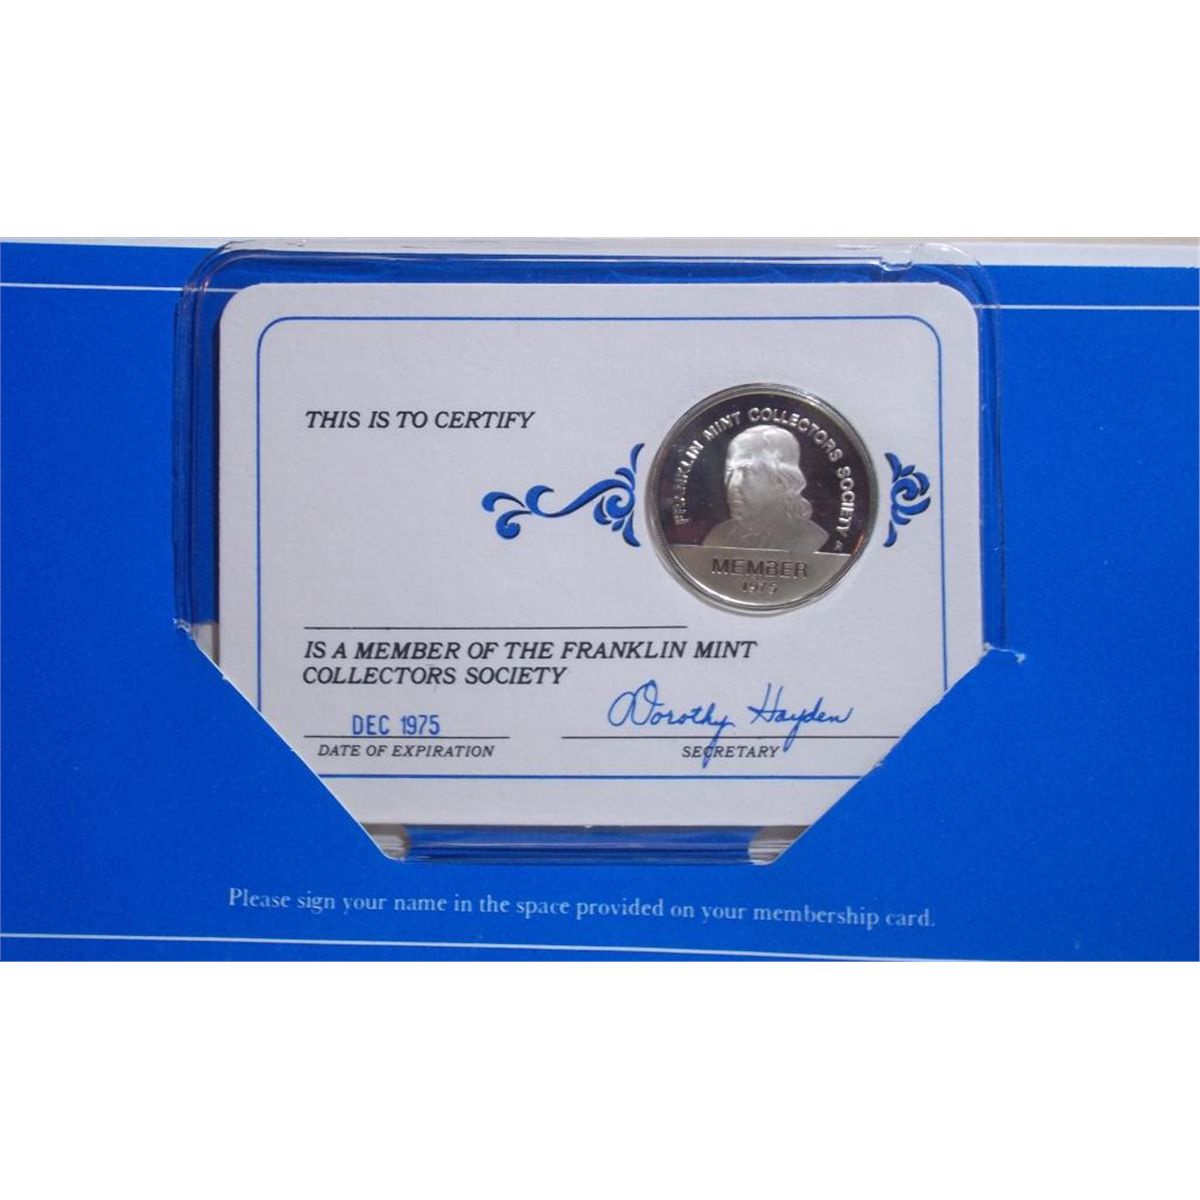 THIS IS TO CERTIFY
FRANKLIN MINT COLLECTORS SOCIETY
MEMBER
1975
IS A MEMBER OF THE FRANKLIN MINT
COLLECTORS SOCIETY
DEC 1975
Dorothy Hayden
DATE OF EXPIRATION
SECRETARY
Please sign your name in the space provided on your membership card.